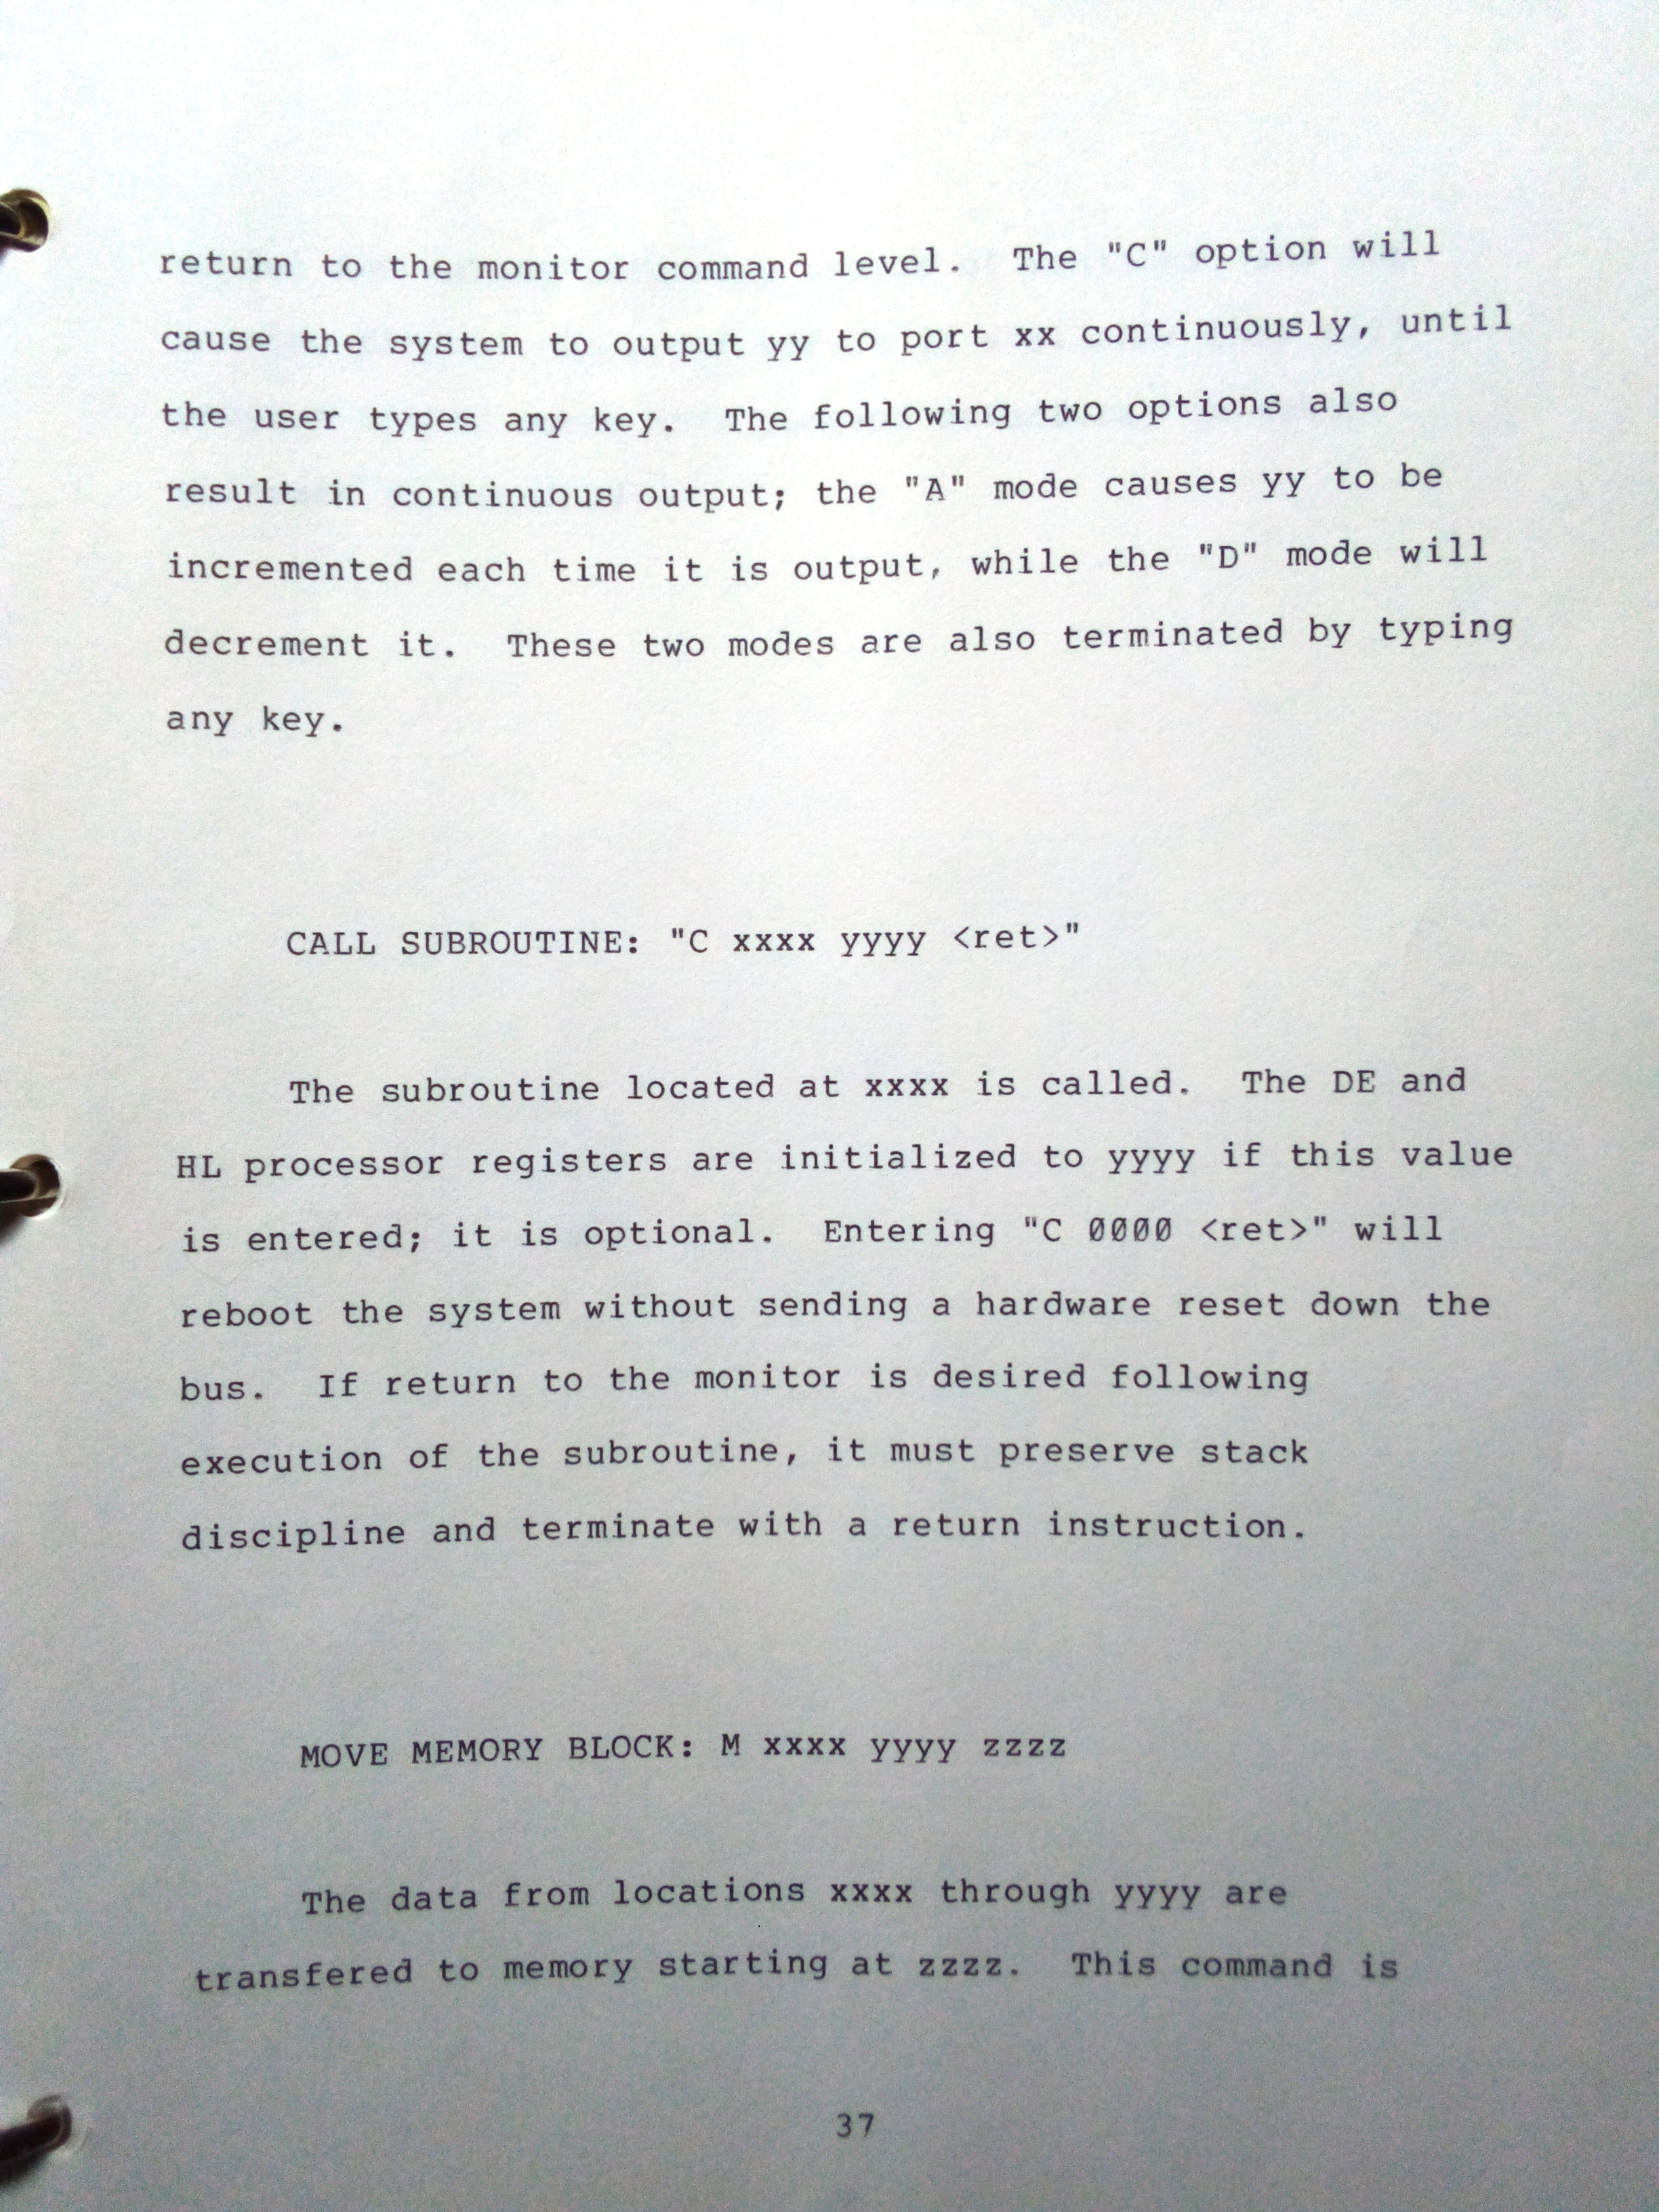 return to the monitor command level.  The "C" option will
cause the system to output yy to port xx continuously, until
the user types any key.  The following two options also
result in continuous output; the "A" mode causes yy to be
incremented each time it is output, while the "D" mode will
decrement it.  These two modes are also terminated by typing
any key.
CALL SUBROUTINE: "C xxxx yyyy <ret>"
The subroutine located at xxxx is called.  The DE and
HL processor registers are initialized to yyyy if this value
is entered; it is optional.  Entering "C 0000 <ret>" will
reboot the system without sending a hardware reset down the
bus.  If return to the monitor is desired following
execution of the subroutine, it must preserve stack
discipline and terminate with a return instruction.
MOVE MEMORY BLOCK: M xxxx yyyy zzzz
The data from locations xxxx through yyyy are
transfered to memory starting at zzzz.  This command is
37